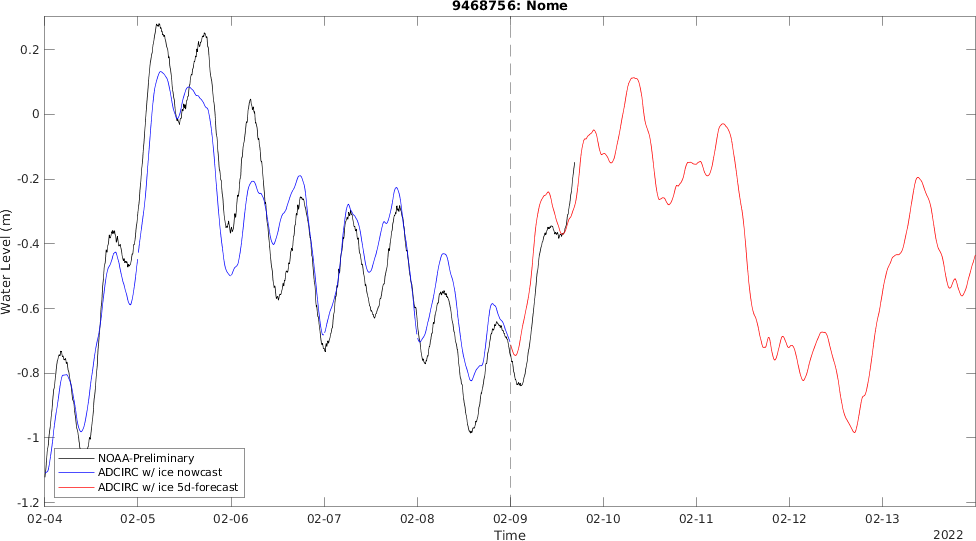 9468756: Nome
0.2
0
-0.2
-0.4
-0.6
-0.8
-1
-1.2
Water Level (m)
NOAA-Preliminary
ADCIRC w/ ice nowcast
ADCIRC w/ ice 5d-forecast
02-04 02-05 02-06 02-07 02-08 02-09 02-10 02-11 02-12 02-13
Time
2022